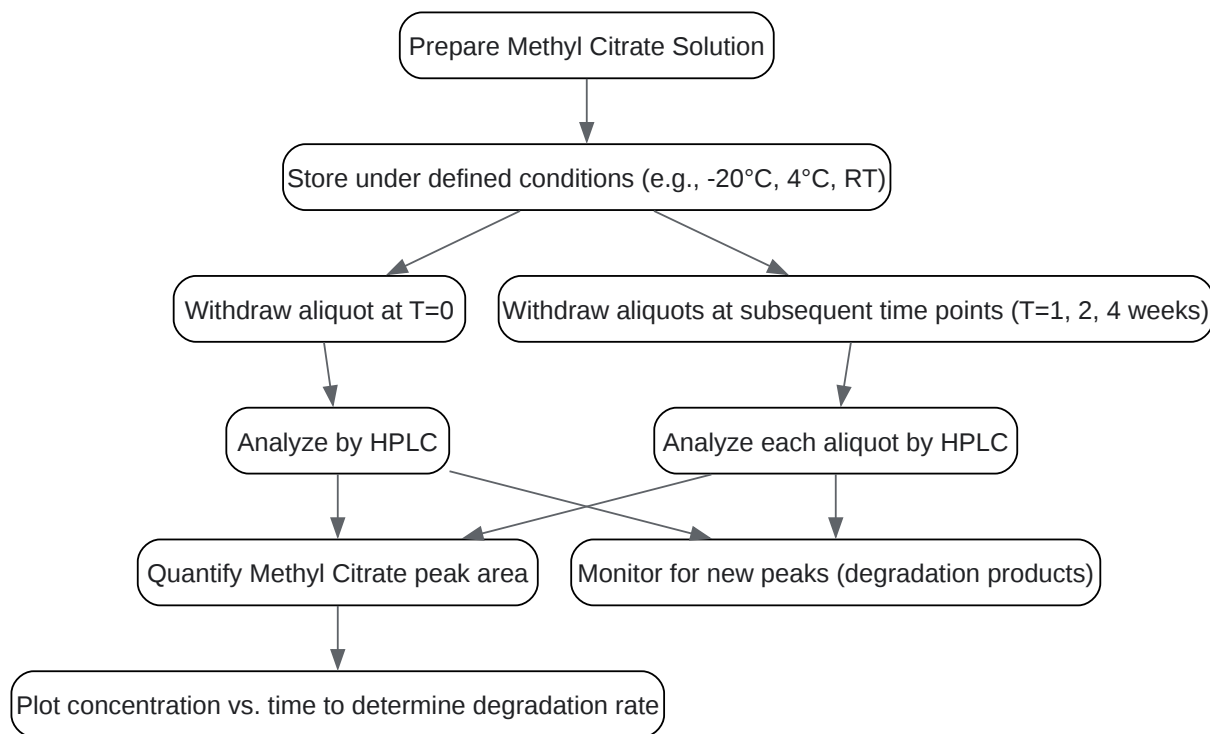 Prepare Methyl Citrate Solution
Store under defined conditions (e.g., -20°C, 4°C, RT)
Withdraw aliquot at T=0
Withdraw aliquots at subsequent time points (T=1, 2, 4 weeks)
Analyze by HPLC
Analyze each aliquot by HPLC
Quantify Methyl Citrate peak area
Monitor for new peaks (degradation products)
Plot concentration vs. time to determine degradation rate